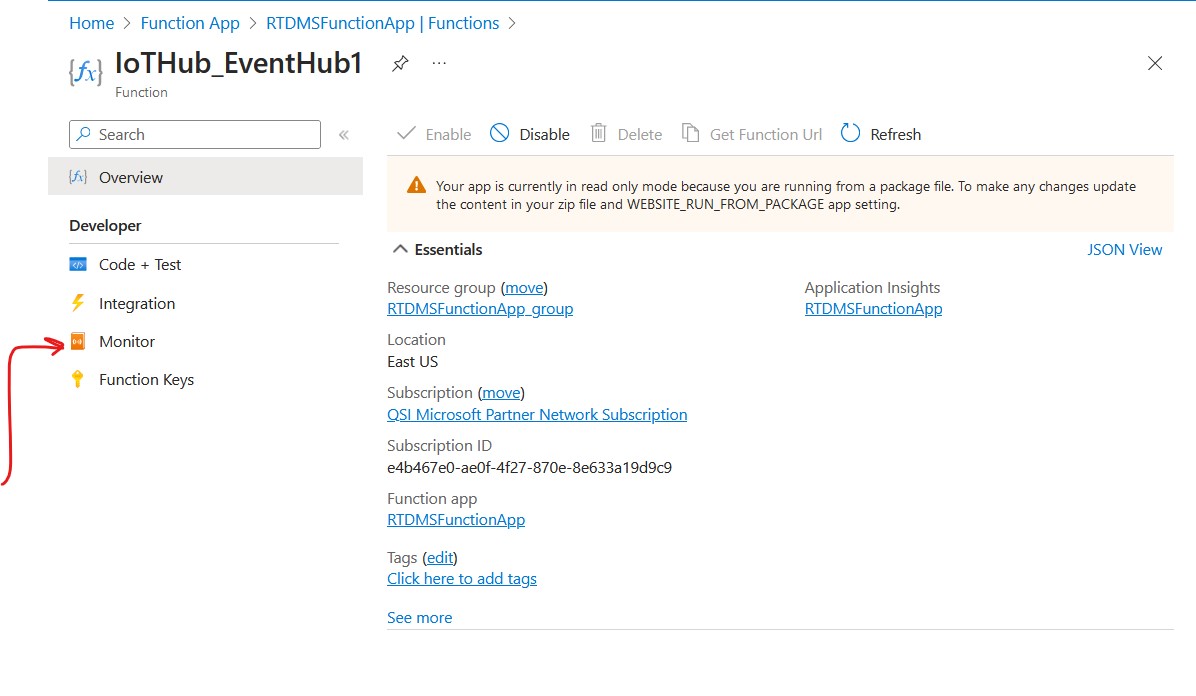 Home > Function App > RTDMSFunctionApp | Functions >
IoTHub_EventHub1
Function
Search
Overview
Developer
Code + Test
Integration
Monitor
Function Keys
Enable Disable Delete Get Function Url Refresh
Your app is currently in read only mode because you are running from a package file. To make any changes update
the content in your zip file and WEBSITE_RUN_FROM_PACKAGE app setting.
Essentials
JSON View
Resource group (move)
RTDMSFunctionApp_group
Location
East US
Subscription (move)
QSI Microsoft Partner Network Subscription
Subscription ID
e4b467e0-ae0f-4f27-870e-8e633a19d9c9
Function app
RTDMSFunctionApp
Tags (edit)
Click here to add tags
See more
Application Insights
RTDMSFunctionApp